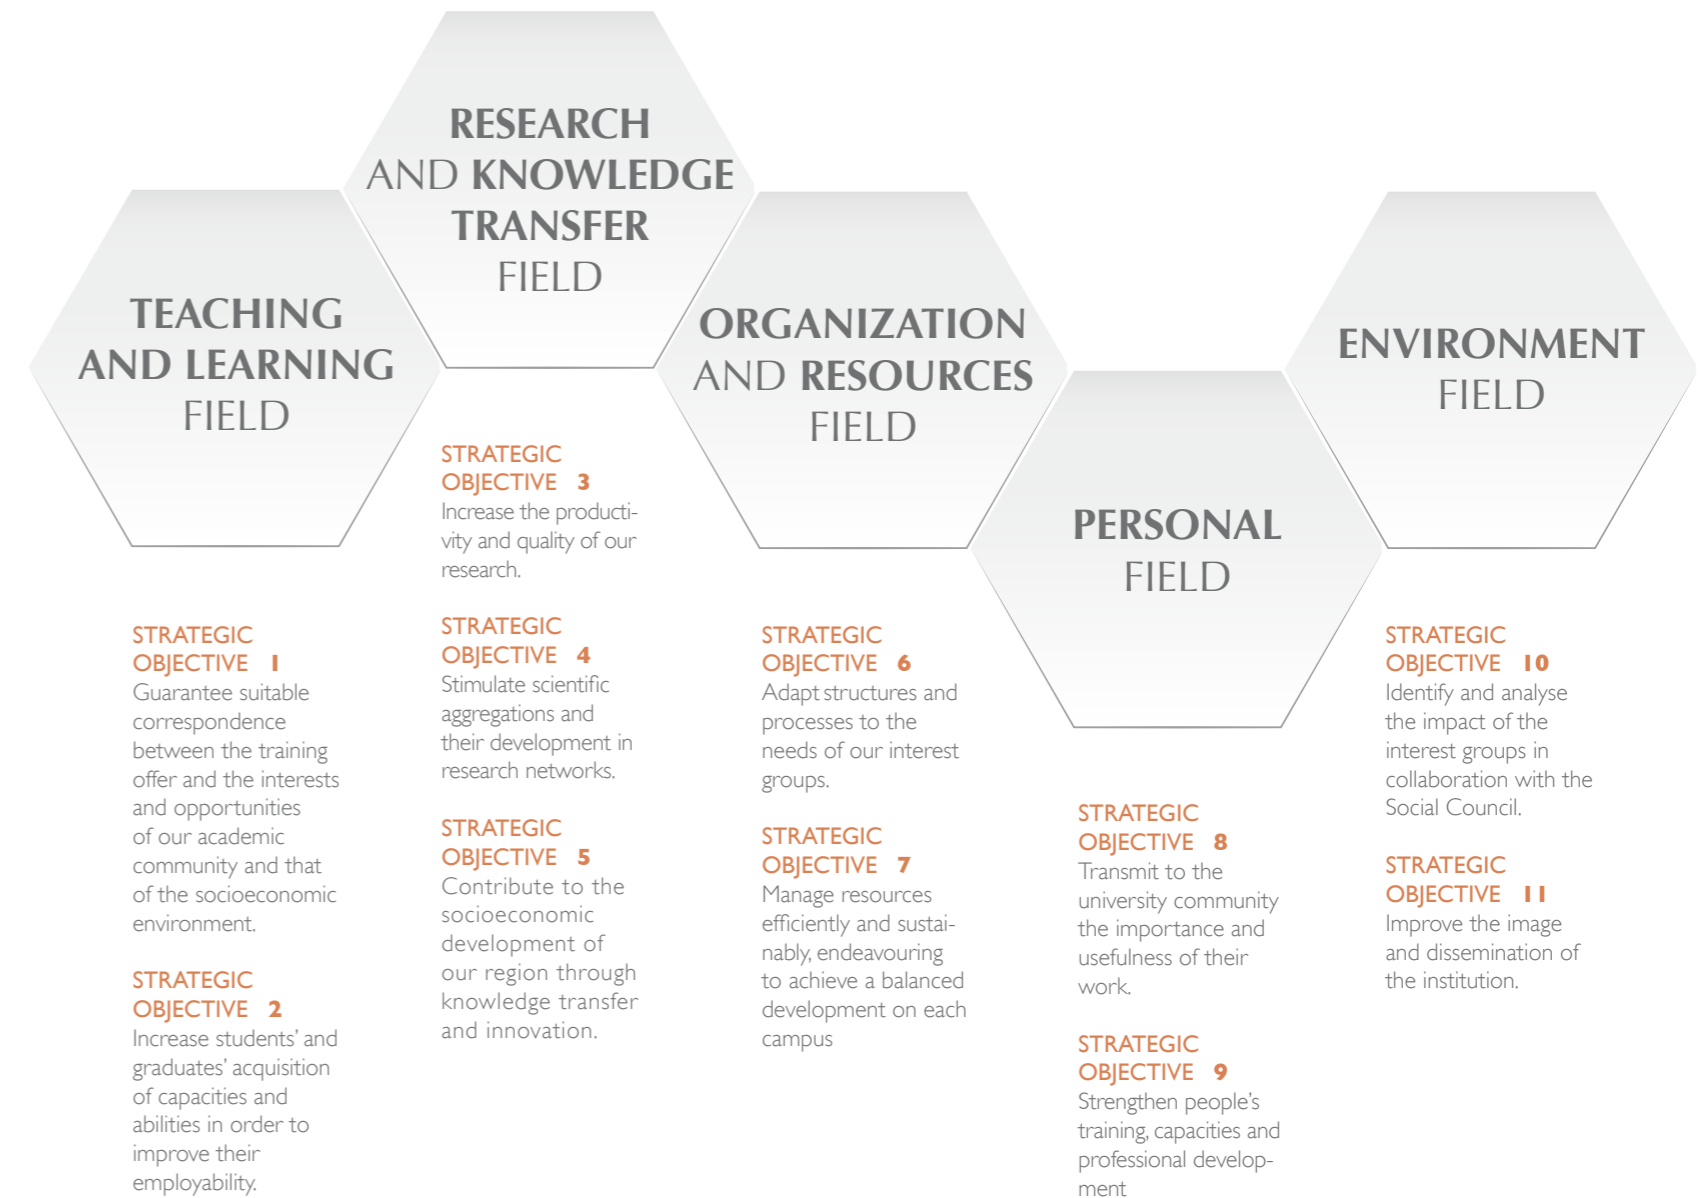 TEACHING
AND LEARNING
FIELD
STRATEGIC
OBJECTIVE 1
Guarantee suitable
correspondence
between the training
offer and the interests
and opportunities
of our academic
community and that
of the socioeconomic
environment.
STRATEGIC
OBJECTIVE 2
Increase students' and
graduates' acquisition
of capacities and
abilities in order to
improve their
employability.
RESEARCH
AND KNOWLEDGE
TRANSFER
FIELD
STRATEGIC
OBJECTIVE 3
Increase the producti-
vity and quality of our
research.
STRATEGIC
OBJECTIVE 4
Stimulate scientific
aggregations and
their development in
research networks.
STRATEGIC
OBJECTIVE 5
Contribute to the
socioeconomic
development of
our region through
knowledge transfer
and innovation.
ORGANIZATION
AND RESOURCES
FIELD
STRATEGIC
OBJECTIVE 6
Adapt structures and
processes to the
needs of our interest
groups.
STRATEGIC
OBJECTIVE 7
Manage resources
efficiently and sustai-
nably, endeavouring
to achieve a balanced
development on each
campus
PERSONAL
FIELD
STRATEGIC
OBJECTIVE 8
Transmit to the
university community
the importance and
usefulness of their
work.
STRATEGIC
OBJECTIVE 9
Strengthen people's
training, capacities and
professional develop-
ment
ENVIRONMENT
FIELD
STRATEGIC
OBJECTIVE 10
Identify and analyse
the impact of the
interest groups in
collaboration with the
Social Council.
STRATEGIC
OBJECTIVE 11
Improve the image
and dissemination of
the institution.